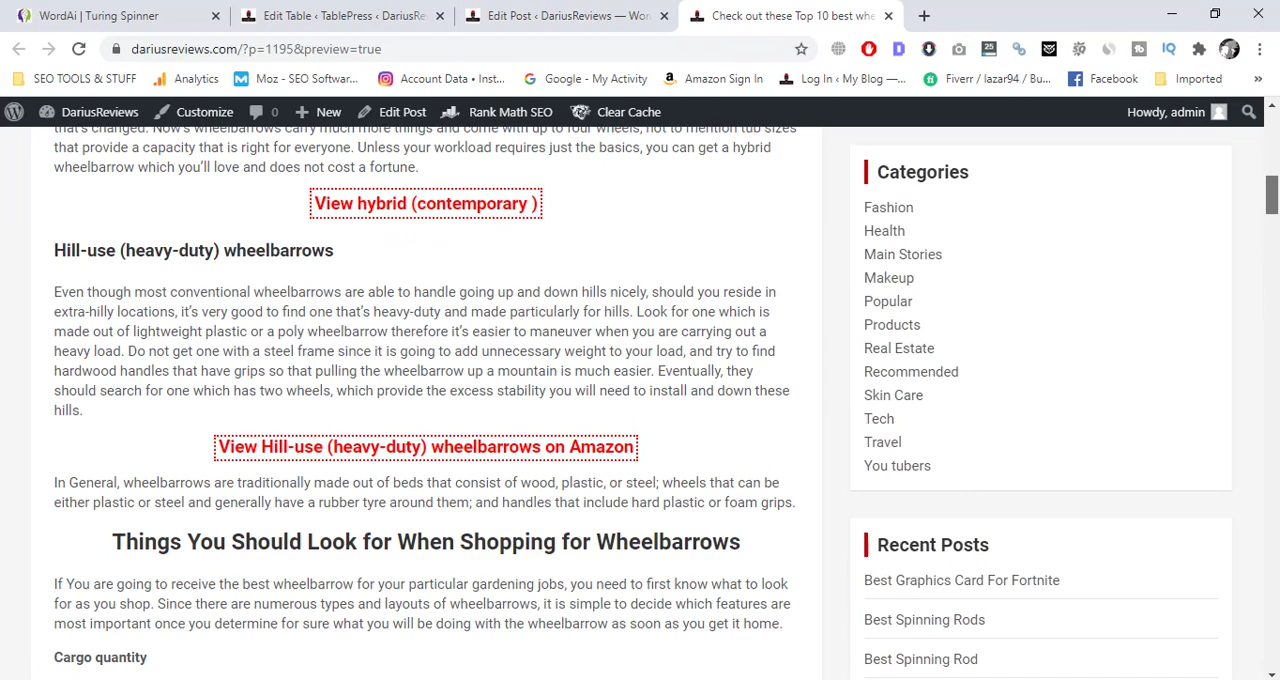 WordAi | Turing Spinner
Edit Table ‹ TablePress ‹ DariusRe
Edit Post ‹ DariusReviews — Wor
Check out these Top 10 best whe
dariusreviews.com/?p=1195&preview=true
SEO TOOLS & STUFF
Analytics
Moz - SEO Software...
Account Data • Inst...
Google - My Activity
Amazon Sign In
Log In ‹ My Blog —...
Fiverr / lazar94 / Bu...
Facebook
Imported
DariusReviews
Customize
0
New
Edit Post
Rank Math SEO
Clear Cache
Howdy, admin
that's changed. Now's wheelbarrows carry much more things and come with up to four wheels, not to mention tub sizes
that provide a capacity that is right for everyone. Unless your workload requires just the basics, you can get a hybrid
wheelbarrow which you'll love and does not cost a fortune.
View hybrid (contemporary )
Hill-use (heavy-duty) wheelbarrows
Even though most conventional wheelbarrows are able to handle going up and down hills nicely, should you reside in
extra-hilly locations, it's very good to find one that's heavy-duty and made particularly for hills. Look for one which is
made out of lightweight plastic or a poly wheelbarrow therefore it's easier to maneuver when you are carrying out a
heavy load. Do not get one with a steel frame since it is going to add unnecessary weight to your load, and try to find
hardwood handles that have grips so that pulling the wheelbarrow up a mountain is much easier. Eventually, they
should search for one which has two wheels, which provide the excess stability you will need to install and down these
hills.
View Hill-use (heavy-duty) wheelbarrows on Amazon
In General, wheelbarrows are traditionally made out of beds that consist of wood, plastic, or steel; wheels that can be
either plastic or steel and generally have a rubber tyre around them; and handles that include hard plastic or foam grips.
Things You Should Look for When Shopping for Wheelbarrows
If You are going to receive the best wheelbarrow for your particular gardening jobs, you need to first know what to look
for as you shop. Since there are numerous types and layouts of wheelbarrows, it is simple to decide which features are
most important once you determine for sure what you will be doing with the wheelbarrow as soon as you get it home.
Cargo quantity
Categories
Fashion
Health
Main Stories
Makeup
Popular
Products
Real Estate
Recommended
Skin Care
Tech
Travel
You tubers
Recent Posts
Best Graphics Card For Fortnite
Best Spinning Rods
Best Spinning Rod